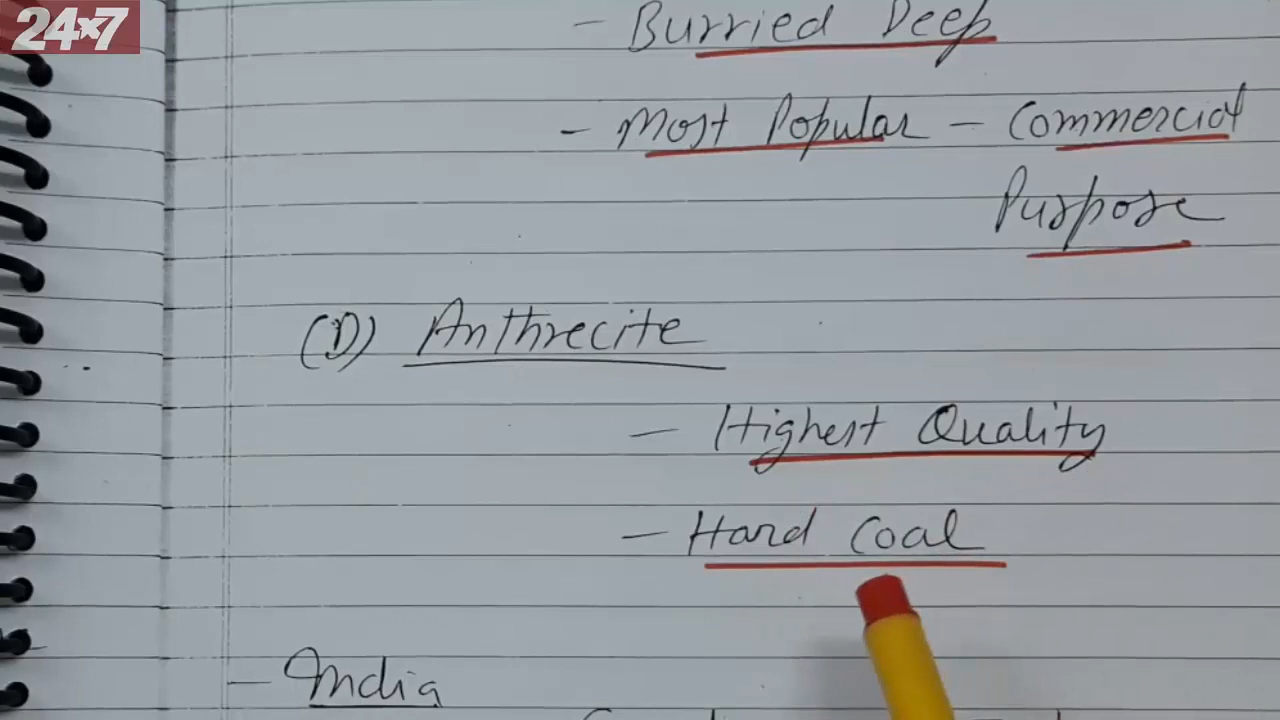 24x7
- Burried Deep
- Most Popular - Commercial
Purpose
(D) Anthrecite
- Highest Quality
- Hard Coal
- India